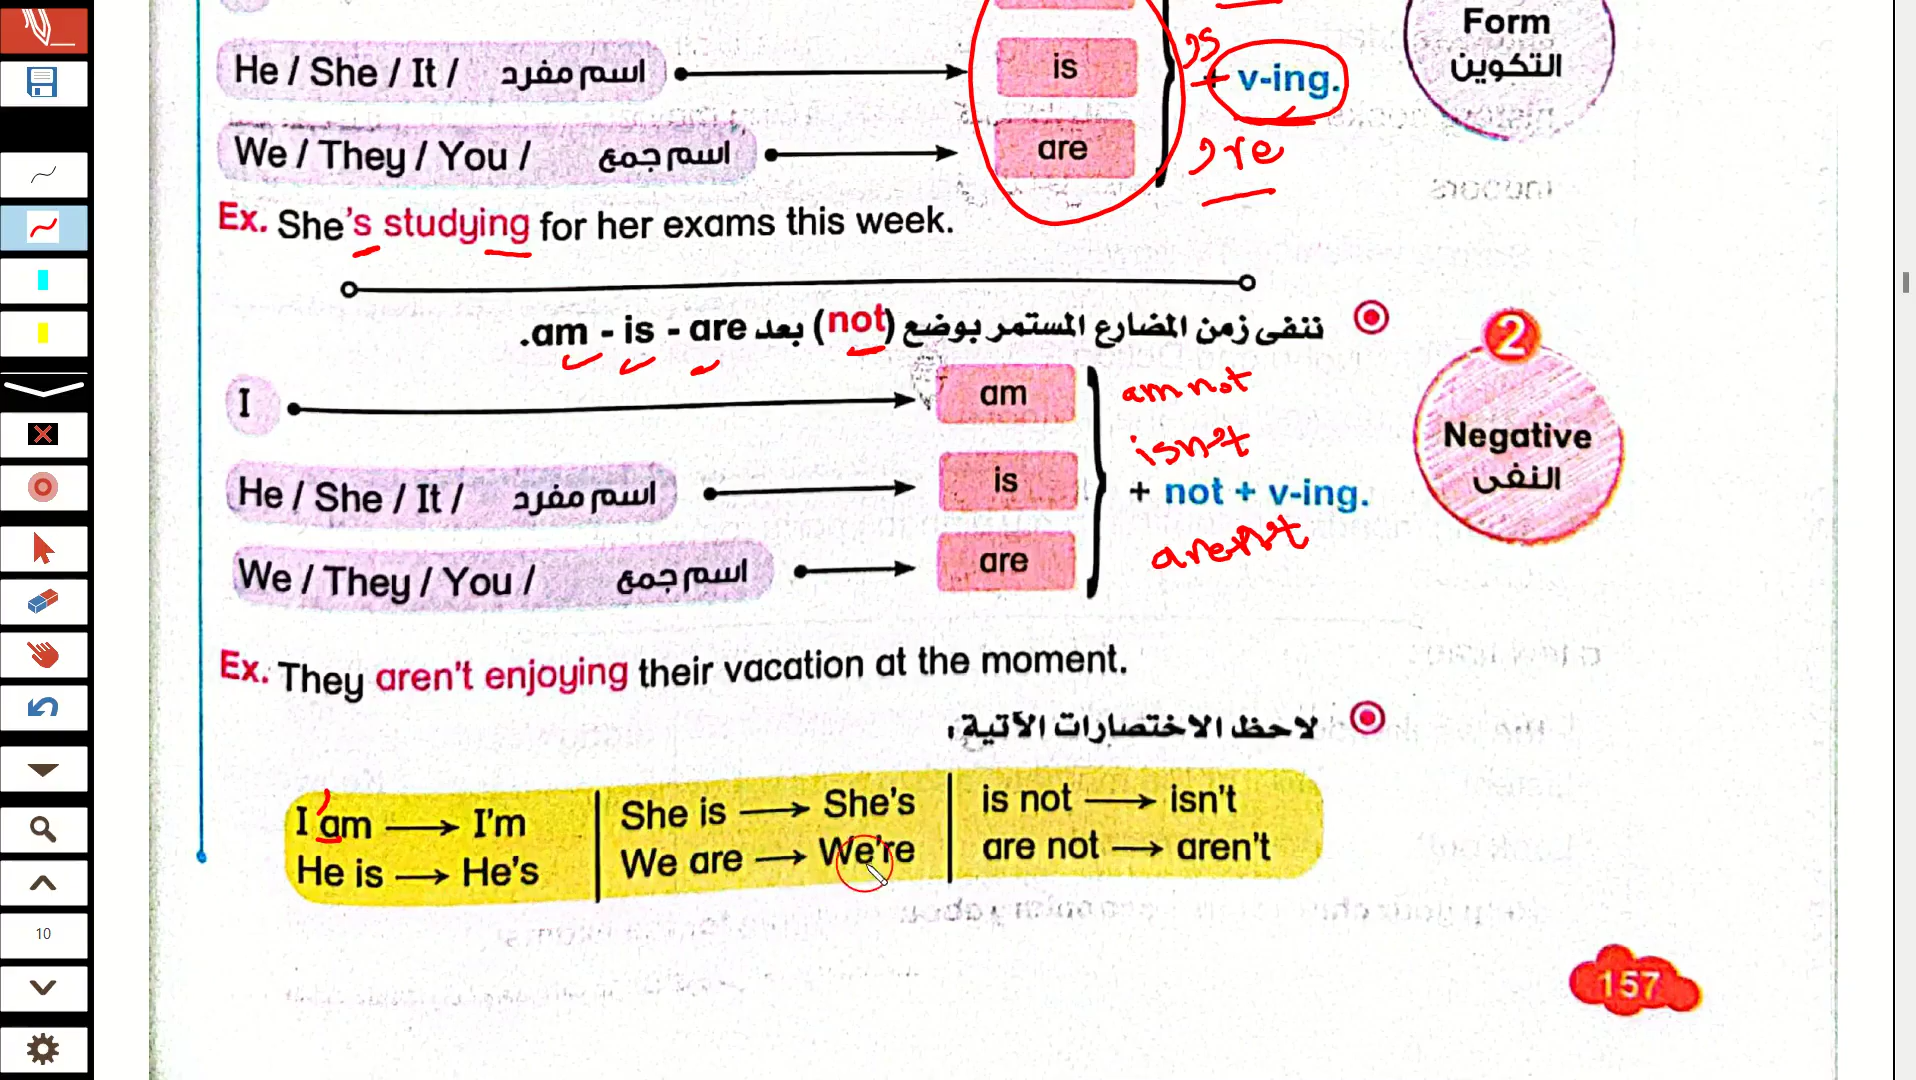 Form
التكوين
He / She / It / اسم مفرد
is
's
+ v-ing.
We / They / You / اسم جمع
are
're
Ex. She's studying for her exams this week.
ننفى زمن المضارع المستمر بوضع (not) بعد am - is - are.
2
Negative
النفى
I
am
am not
isn't
He / She / It / اسم مفرد
is
+ not + v-ing.
aren't
We / They / You / اسم جمع
are
Ex. They aren't enjoying their vacation at the moment.
لاحظ الاختصارات الآتية :
I am → I'm
He is → He's
She is → She's
We are → We're
is not → isn't
are not → aren't
157
10